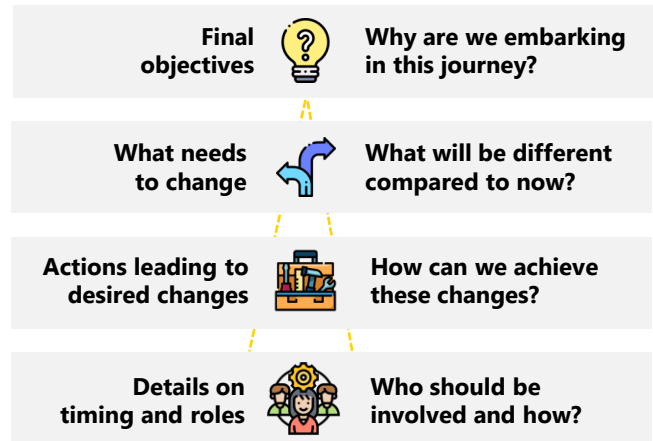 Final
objectives
Why are we embarking
in this journey?
What needs
to change
What will be different
compared to now?
Actions leading to
desired changes
How can we achieve
these changes?
Details on
timing and roles
Who should be
involved and how?